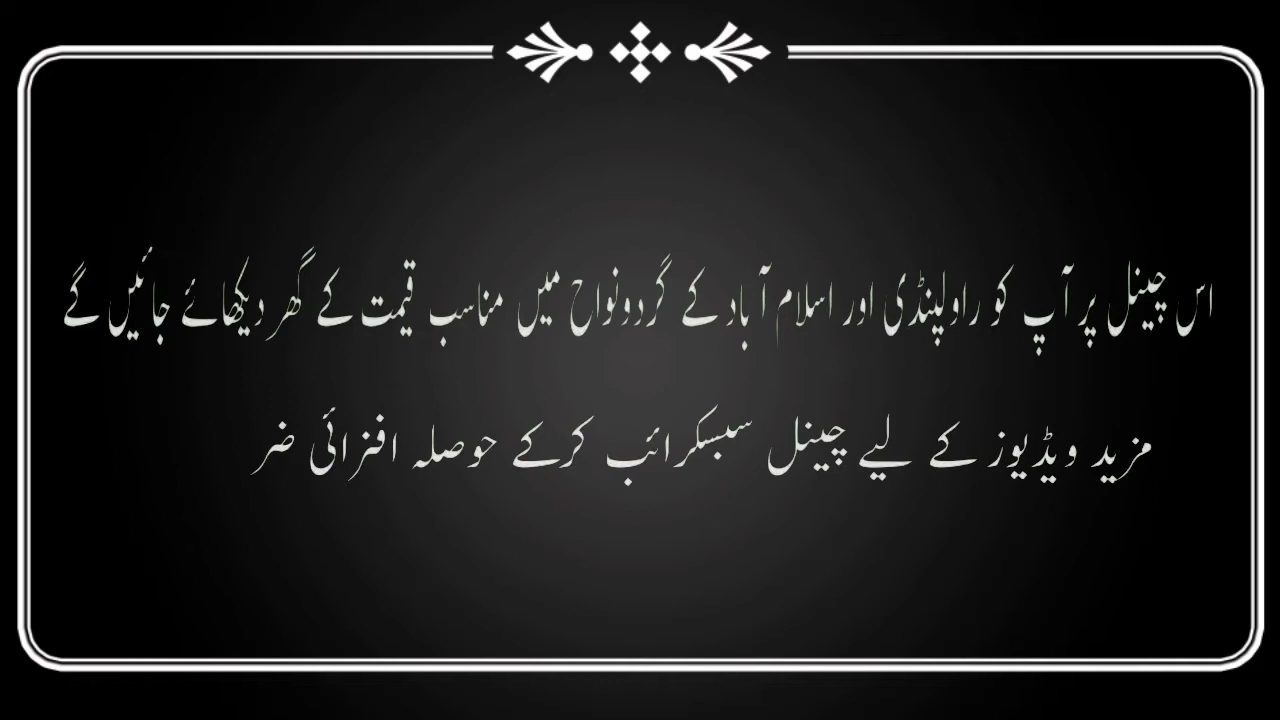 اس چینل پر آپ کو راولپنڈی اور اسلام آباد کے گردونواح میں مناسب قیمت کے گھر دیکھائے جائیں گے
مزید ویڈیوز کے لیے چینل سبسکرائب کرکے حوصلہ افزائی ضر